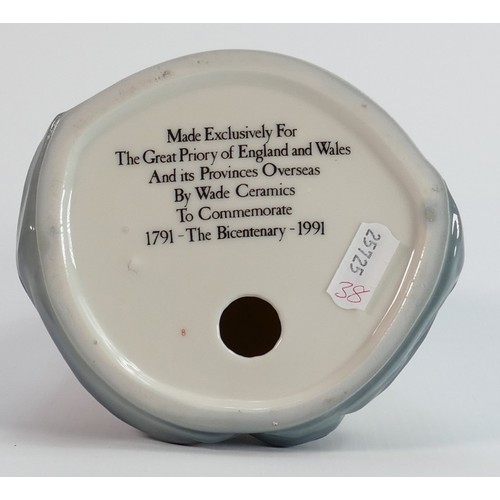 Made Exclusively For
The Great Priory of England and Wales
And its Provinces Overseas
By Wade Ceramics
To Commemorate
1791 - The Bicentenary - 1991
25725
38
8